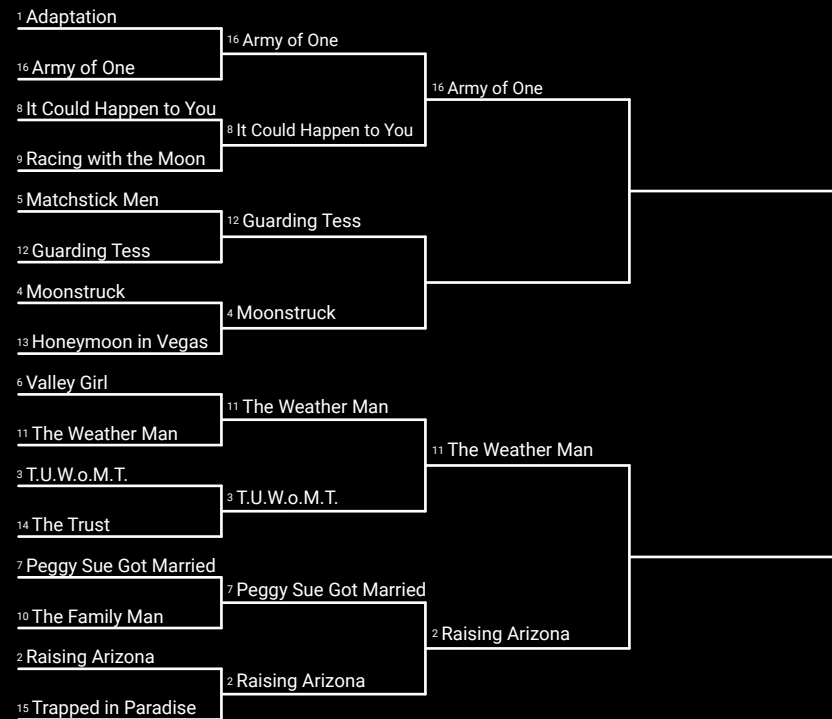 1 Adaptation
16 Army of One
8 It Could Happen to You
9 Racing with the Moon
5 Matchstick Men
12 Guarding Tess
4 Moonstruck
13 Honeymoon in Vegas
6 Valley Girl
11 The Weather Man
3 T.U.W.o.M.T.
14 The Trust
7 Peggy Sue Got Married
10 The Family Man
2 Raising Arizona
15 Trapped in Paradise
16 Army of One
8 It Could Happen to You
12 Guarding Tess
4 Moonstruck
11 The Weather Man
3 T.U.W.o.M.T.
7 Peggy Sue Got Married
2 Raising Arizona
16 Army of One
11 The Weather Man
2 Raising Arizona